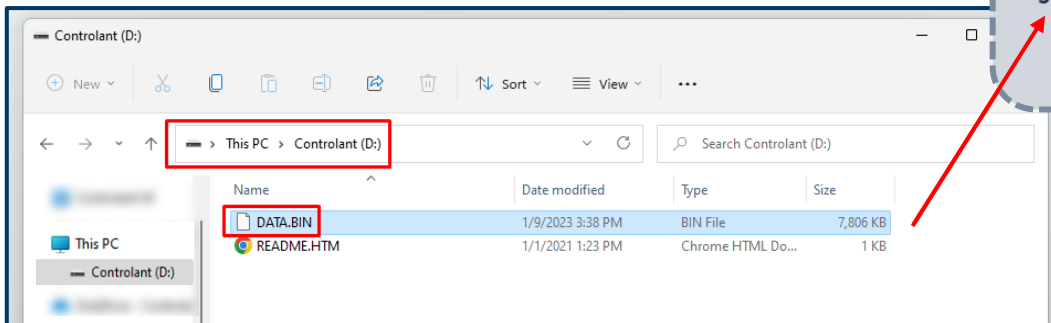 Controlant (D:)
New Sort View ...
This PC > Controlant (D:) Search Controlant (D:)
Name Date modified Type Size
DATA.BIN 1/9/2023 3:38 PM BIN File 7,806 KB
README.HTM 1/1/2021 1:23 PM Chrome HTML Do... 1 KB
This PC
Controlant (D:)